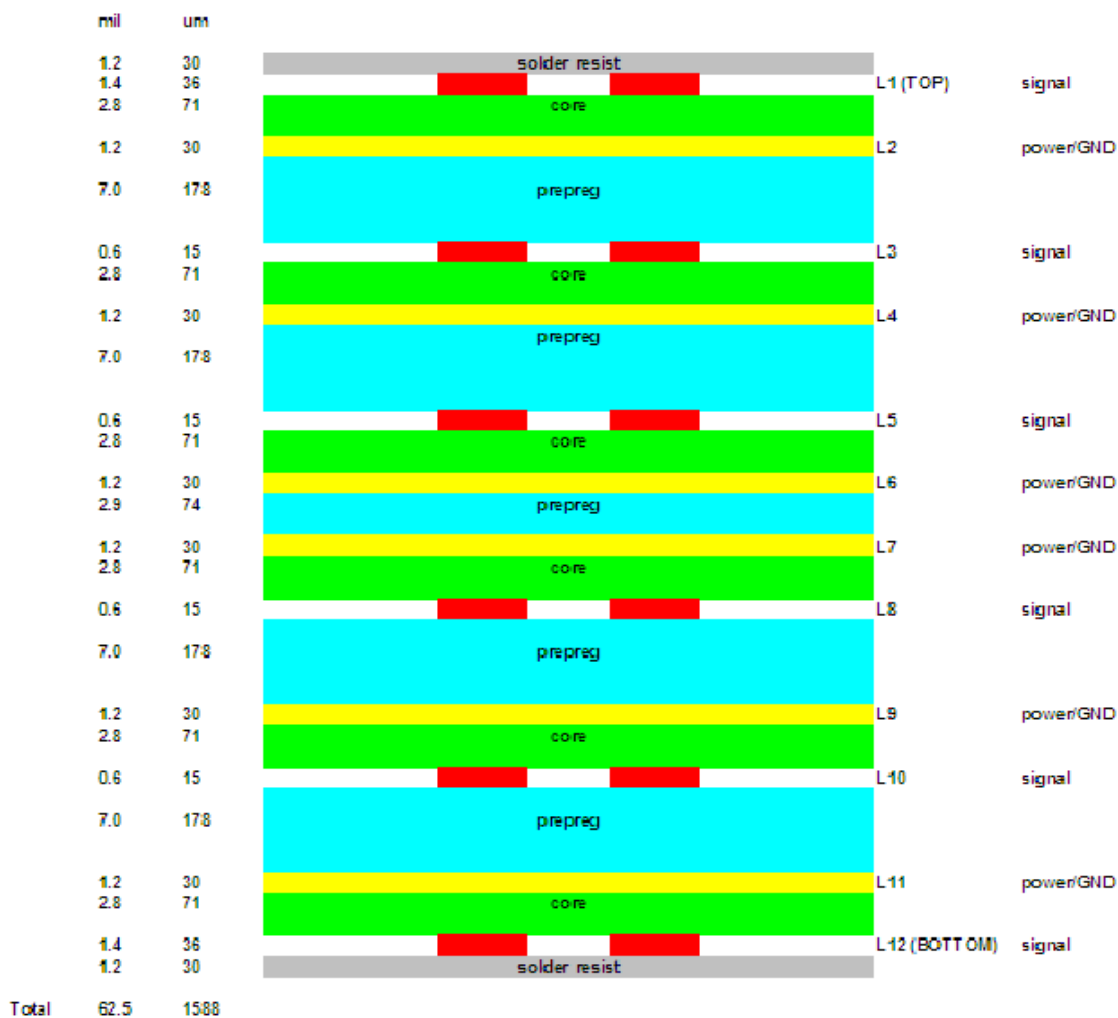 mil um
1.2 30 solder resist
1.4 36 L1 (TOP) signal
2.8 71 core
1.2 30 L2 power/GND
7.0 178 prepreg
0.6 15 L3 signal
2.8 71 core
1.2 30 L4 power/GND
prepreg
7.0 178
0.6 15 L5 signal
2.8 71 core
1.2 30 L6 power/GND
2.9 74 prepreg
1.2 30 L7 power/GND
2.8 71 core
0.6 15 L8 signal
7.0 178 prepreg
1.2 30 L9 power/GND
2.8 71 core
0.6 15 L10 signal
7.0 178 prepreg
1.2 30 L11 power/GND
2.8 71 core
1.4 36 L12 (BOTTOM) signal
1.2 30 solder resist
Total 62.5 1588